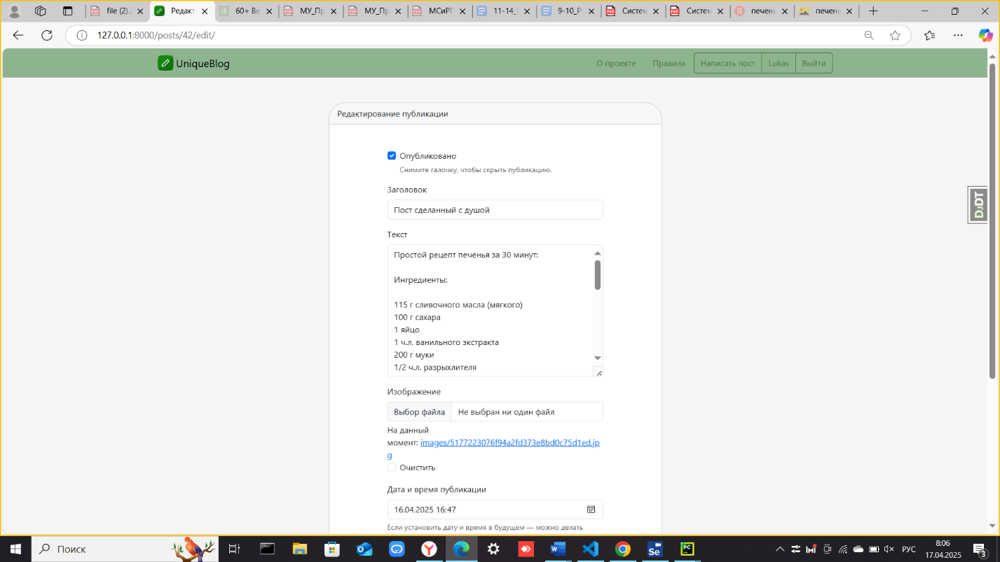 file (2).
Редакт
60+ Ве
МУ_Пр
МУ_Пр
МСиРГ
11-14_
9-10_Р
Систем
Систем
печень
печень
127.0.0.1:8000/posts/42/edit/
UniqueBlog
О проекте
Правила
Написать пост
Lukas
Выйти
Редактирование публикации
Опубликовано
Снимите галочку, чтобы скрыть публикацию.
Заголовок
Пост сделанный с душой
Текст
Простой рецепт печенья за 30 минут:
Ингредиенты:
115 г сливочного масла (мягкого)
100 г сахара
1 яйцо
1 ч.л. ванильного экстракта
200 г муки
1/2 ч.л. разрыхлителя
Изображение
Выбор файла Не выбран ни один файл
На данный
момент: images/5177223076f94a2fd373e8bd0c75d1ed.jp
g
Очистить
Дата и время публикации
16.04.2025 16:47
Если установить дату и время в будущем — можно делать
DJDT
Поиск
РУС
8:06
17.04.2025
3